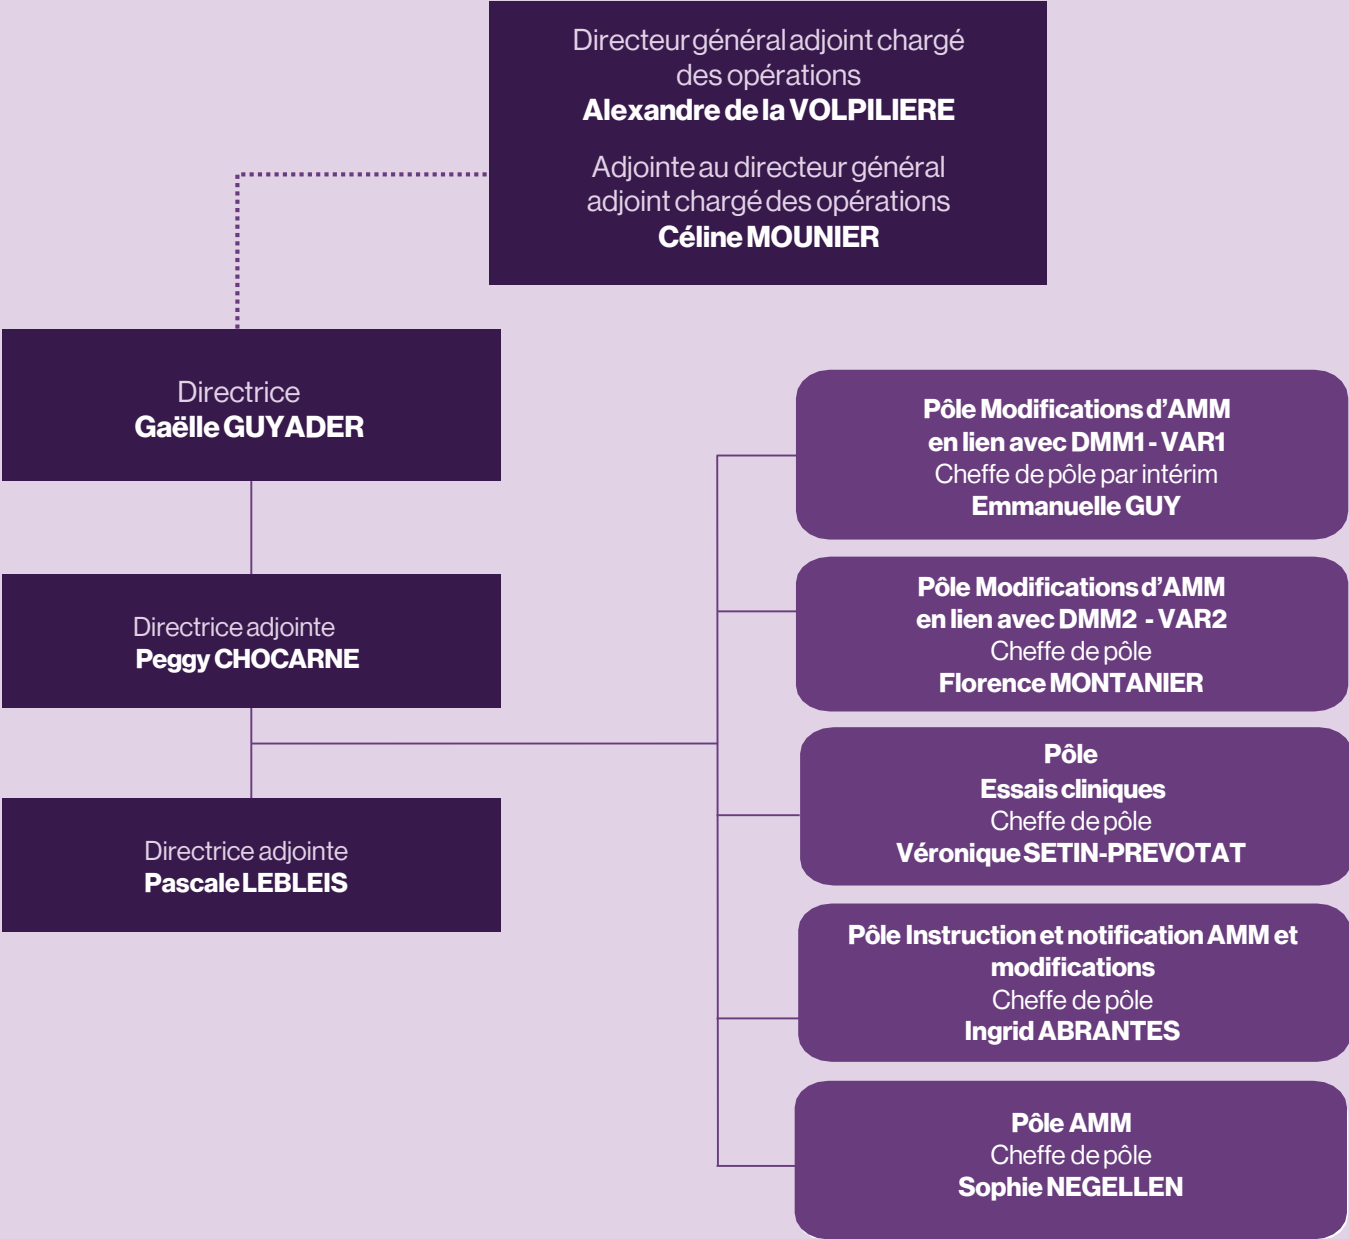 Directeur général adjoint chargé
des opérations
Alexandre de la VOLPILIERE
Adjointe au directeur général
adjoint chargé des opérations
Céline MOUNIER
Directrice
Gaëlle GUYADER
Directrice adjointe
Peggy CHOCARNE
Directrice adjointe
Pascale LEBLEIS
Pôle Modifications d’AMM
en lien avec DMM1 - VAR1
Cheffe de pôle par intérim
Emmanuelle GUY
Pôle Modifications d’AMM
en lien avec DMM2 - VAR2
Cheffe de pôle
Florence MONTANIER
Pôle
Essais cliniques
Cheffe de pôle
Véronique SETIN-PREVOTAT
Pôle Instruction et notification AMM et
modifications
Cheffe de pôle
Ingrid ABRANTES
Pôle AMM
Cheffe de pôle
Sophie NEGELLEN